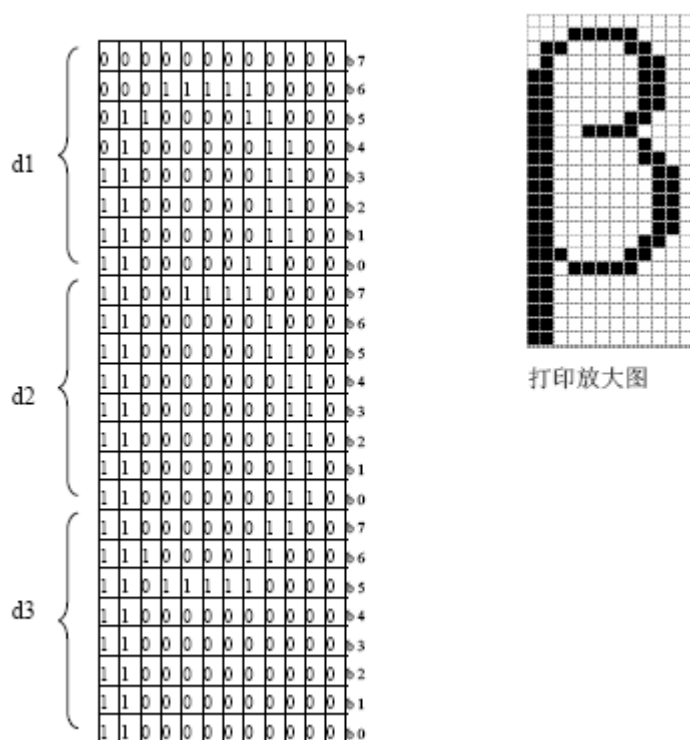 0 0 0 0 0 0 0 0 0 0 0 0 b7
0 0 0 1 1 1 1 1 0 0 0 0 b6
0 1 1 0 0 0 0 1 1 0 0 0 b5
0 1 0 0 0 0 0 0 1 1 0 0 b4
d1
1 1 0 0 0 0 0 0 1 1 0 0 b3
1 1 0 0 0 0 0 0 1 1 0 0 b2
1 1 0 0 0 0 0 0 1 1 0 0 b1
1 1 0 0 0 0 0 1 1 0 0 0 b0
1 1 0 0 1 1 1 1 0 0 0 0 b7
1 1 0 0 0 0 0 0 1 0 0 0 b6
1 1 0 0 0 0 0 0 1 1 0 0 b5
1 1 0 0 0 0 0 0 0 1 1 0 b4
d2
1 1 0 0 0 0 0 0 0 1 1 0 b3
1 1 0 0 0 0 0 0 0 1 1 0 b2
1 1 0 0 0 0 0 0 0 1 1 0 b1
1 1 0 0 0 0 0 0 0 1 1 0 b0
1 1 0 0 0 0 0 0 1 1 0 0 b7
1 1 1 0 0 0 0 1 1 0 0 0 b6
1 1 0 1 1 1 1 1 0 0 0 0 b5
d3
1 1 0 0 0 0 0 0 0 0 0 0 b4
1 1 0 0 0 0 0 0 0 0 0 0 b3
1 1 0 0 0 0 0 0 0 0 0 0 b2
1 1 0 0 0 0 0 0 0 0 0 0 b1
1 1 0 0 0 0 0 0 0 0 0 0 b0
打印放大图